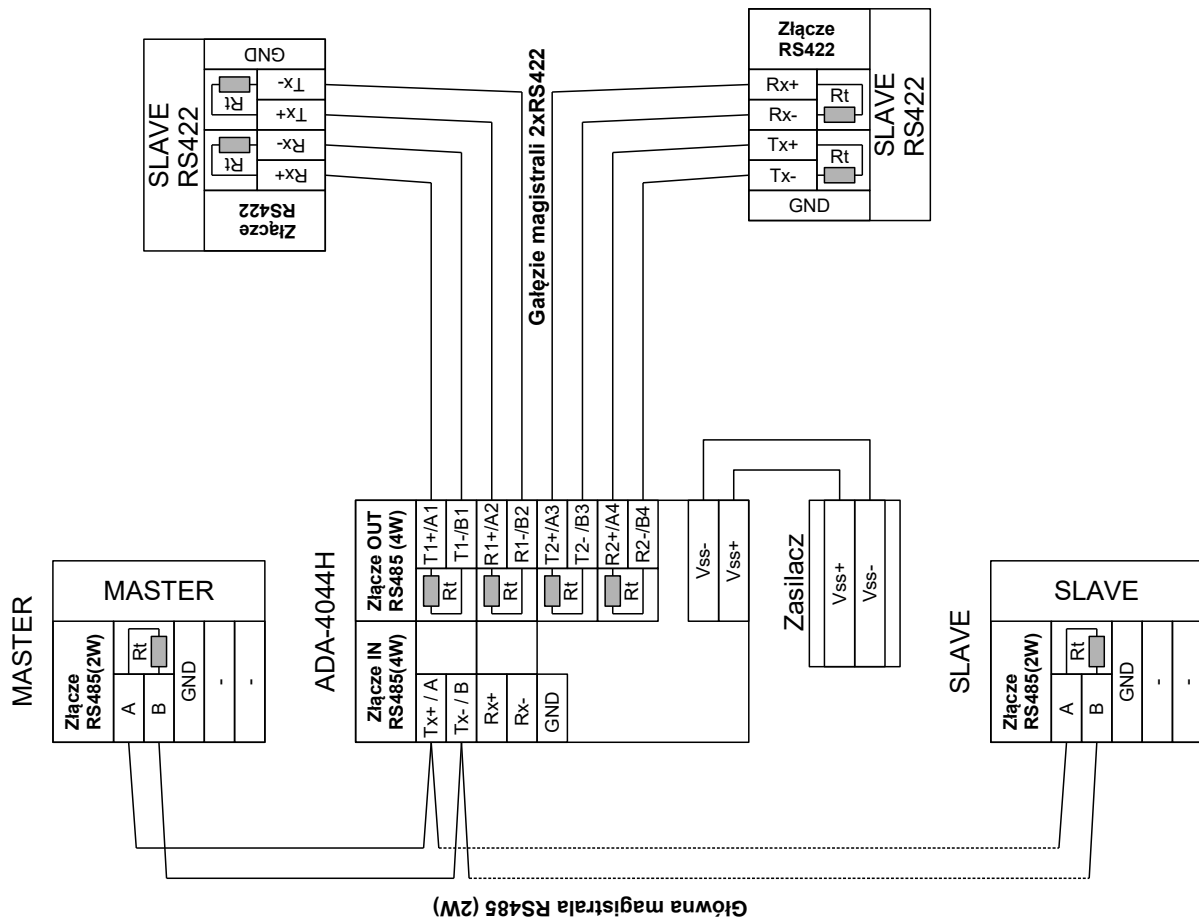 MASTER
MASTER
Złącze
RS485(2W)
A
B
GND
-
-
Rt
ADA-4044H
Złącze IN
RS485(4W)
Tx+ / A
Tx- / B
Rx+
Rx-
GND
Złącze OUT
RS485 (4W)
T1+/A1
T1-/B1
R1+/A2
R1-/B2
T2+/A3
T2- /B3
R2+/A4
R2-/B4
Rt
Rt
Rt
Rt
Vss-
Vss+
Zasilacz
Vss+
Vss-
SLAVE
SLAVE
Złącze
RS485(2W)
A
B
GND
-
-
Rt
SLAVE
RS422
Złącze
RS422
Rx+
Rx-
Tx+
Tx-
GND
Rt
Rt
Gałęzie magistrali 2xRS422
Złącze
RS422
Rx+
Rx-
Tx+
Tx-
GND
Rt
Rt
SLAVE
RS422
Główna magistrala RS485 (2W)